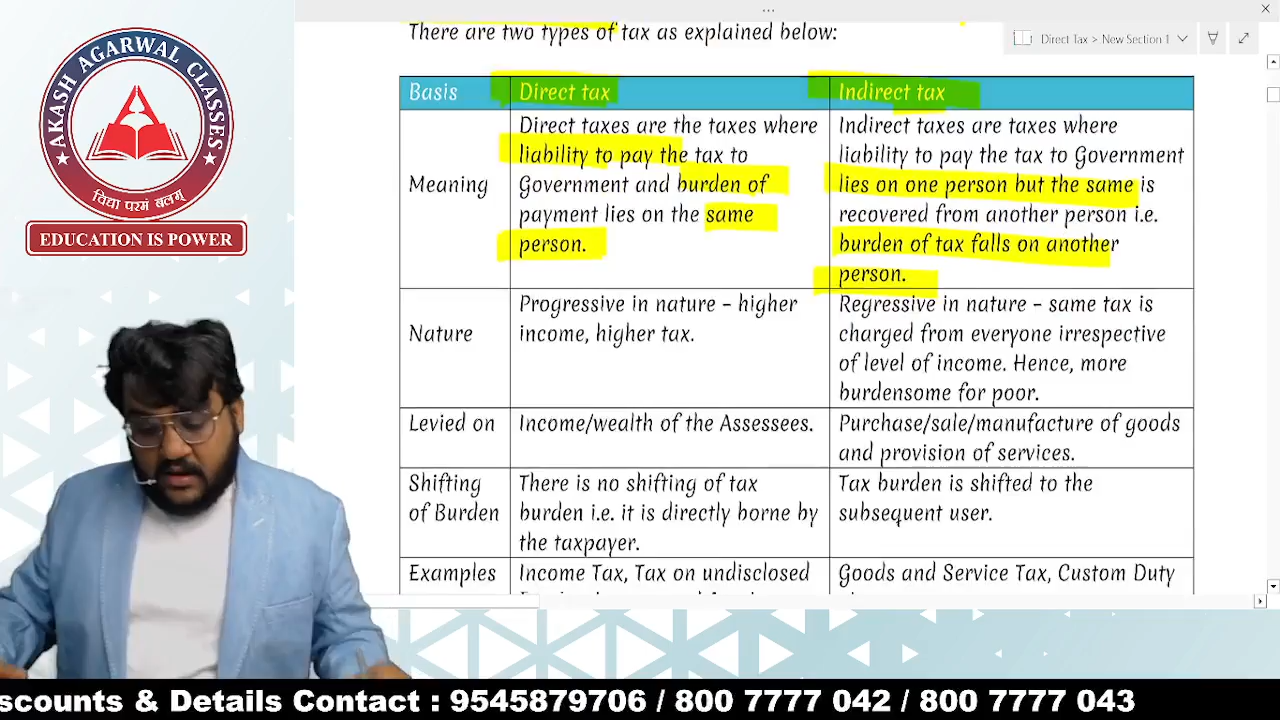 ...
There are two types of tax as explained below:
Direct Tax > New Section 1
AKASH AGARWAL CLASSES
विद्या परमं बलम्
EDUCATION IS POWER
Basis
Direct tax
Indirect tax
Meaning
Direct taxes are the taxes where
liability to pay the tax to
Government and burden of
payment lies on the same
person.
Indirect taxes are taxes where
liability to pay the tax to Government
lies on one person but the same is
recovered from another person i.e.
burden of tax falls on another
person.
Nature
Progressive in nature – higher
income, higher tax.
Regressive in nature – same tax is
charged from everyone irrespective
of level of income. Hence, more
burdensome for poor.
Levied on
Income/wealth of the Assessees.
Purchase/sale/manufacture of goods
and provision of services.
Shifting
of Burden
There is no shifting of tax
burden i.e. it is directly borne by
the taxpayer.
Tax burden is shifted to the
subsequent user.
Examples
Income Tax, Tax on undisclosed
Goods and Service Tax, Custom Duty
scounts & Details Contact : 9545879706 / 800 7777 042 / 800 7777 043